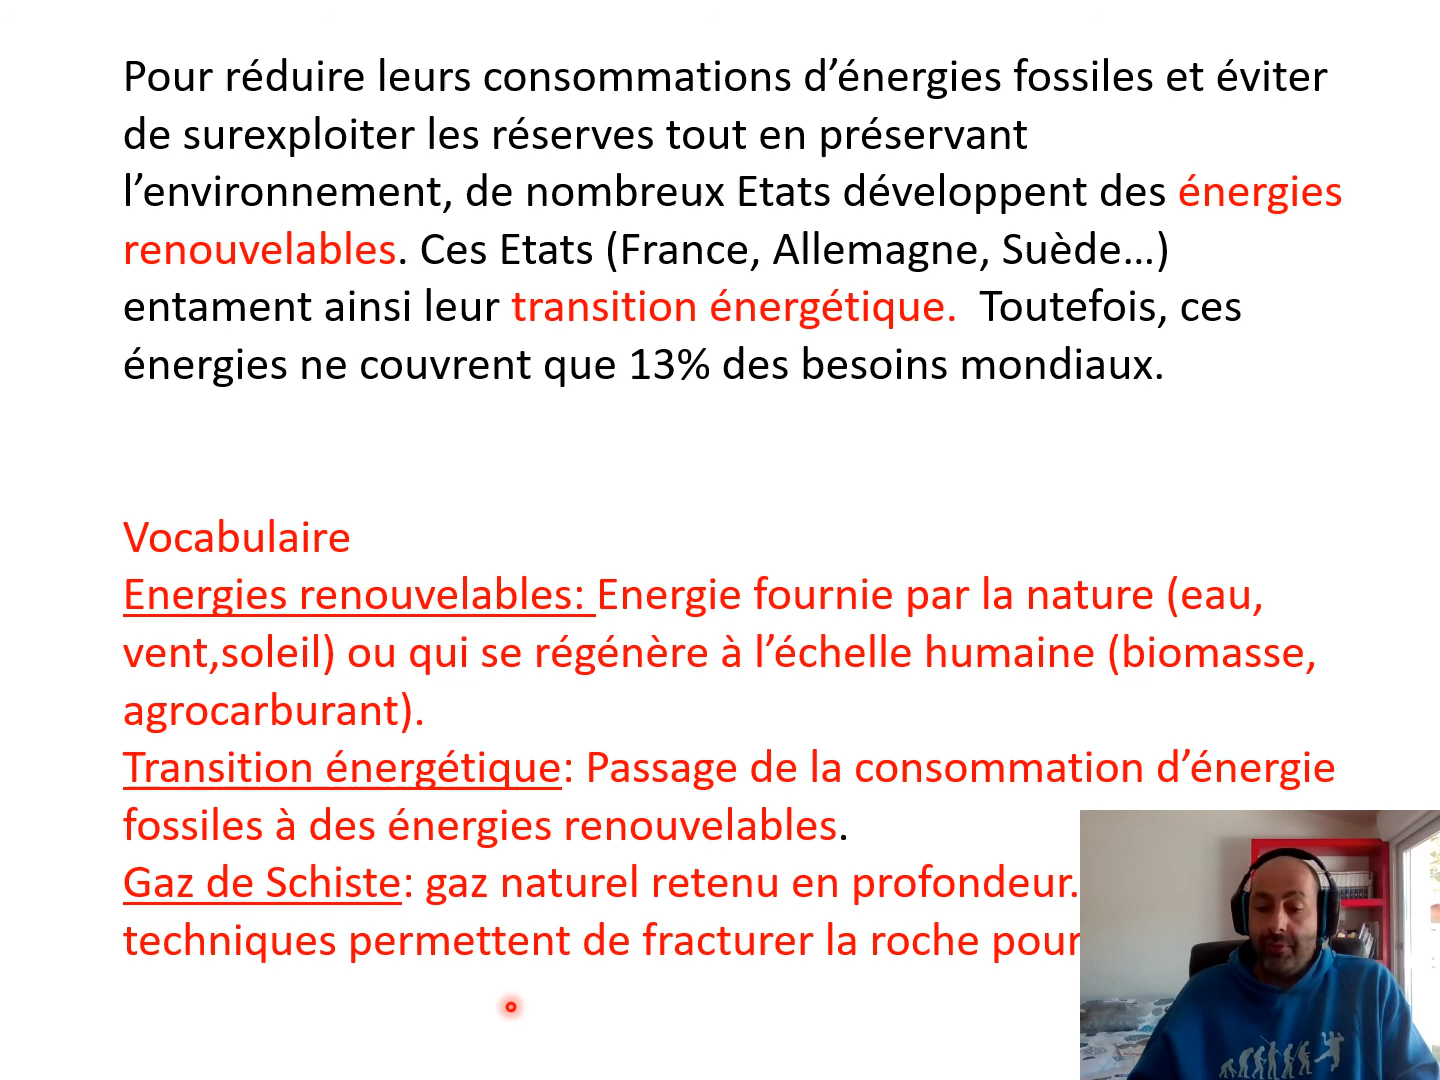 Pour réduire leurs consommations d’énergies fossiles et éviter
de surexploiter les réserves tout en préservant
l’environnement, de nombreux Etats développent des énergies
renouvelables. Ces Etats (France, Allemagne, Suède…)
entament ainsi leur transition énergétique.  Toutefois, ces
énergies ne couvrent que 13% des besoins mondiaux.
Vocabulaire
Energies renouvelables: Energie fournie par la nature (eau,
vent,soleil) ou qui se régénère à l’échelle humaine (biomasse,
agrocarburant).
Transition énergétique: Passage de la consommation d’énergie
fossiles à des énergies renouvelables.
Gaz de Schiste: gaz naturel retenu en profondeur.
techniques permettent de fracturer la roche pour